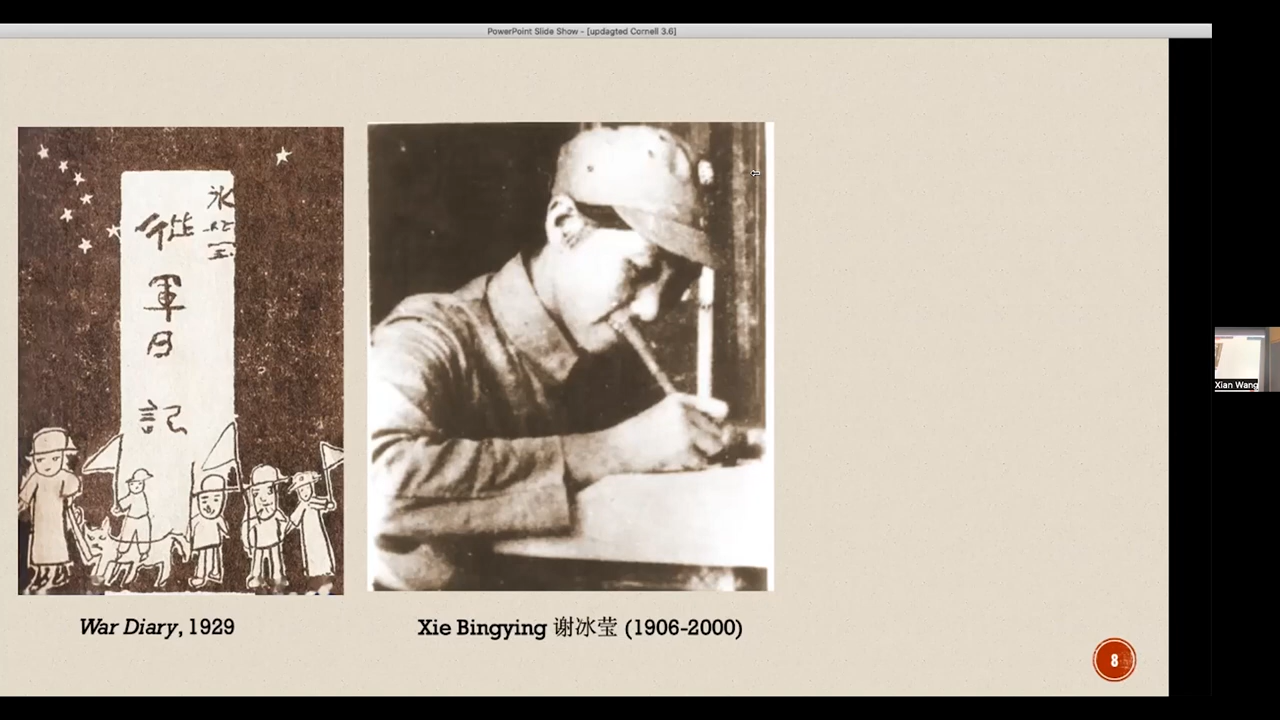 PowerPoint Slide Show - [updagted Cornell 3.6]
冰瑩
從軍日記
War Diary, 1929
Xie Bingying 谢冰莹 (1906-2000)
8
Xian Wang